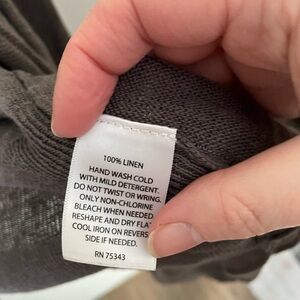 100% LINEN
HAND WASH COLD
WITH MILD DETERGENT.
DO NOT TWIST OR WRING.
ONLY NON-CHLORINE
BLEACH WHEN NEEDED.
RESHAPE AND DRY FLAT
COOL IRON ON REVERS
SIDE IF NEEDED.
RN 75343